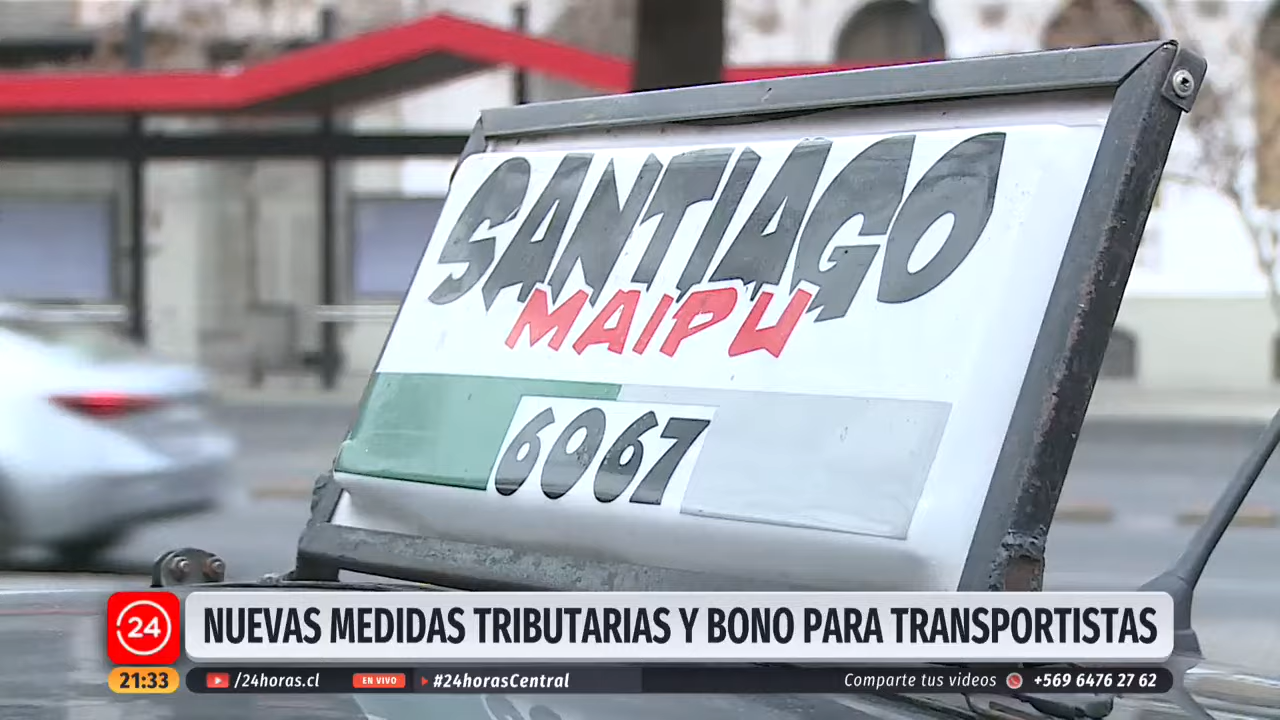 SANTIAGO
MAIPU
6067
24
NUEVAS MEDIDAS TRIBUTARIAS Y BONO PARA TRANSPORTISTAS
21:33 /24horas.cl EN VIVO #24horasCentral Comparte tus videos +569 6476 27 62